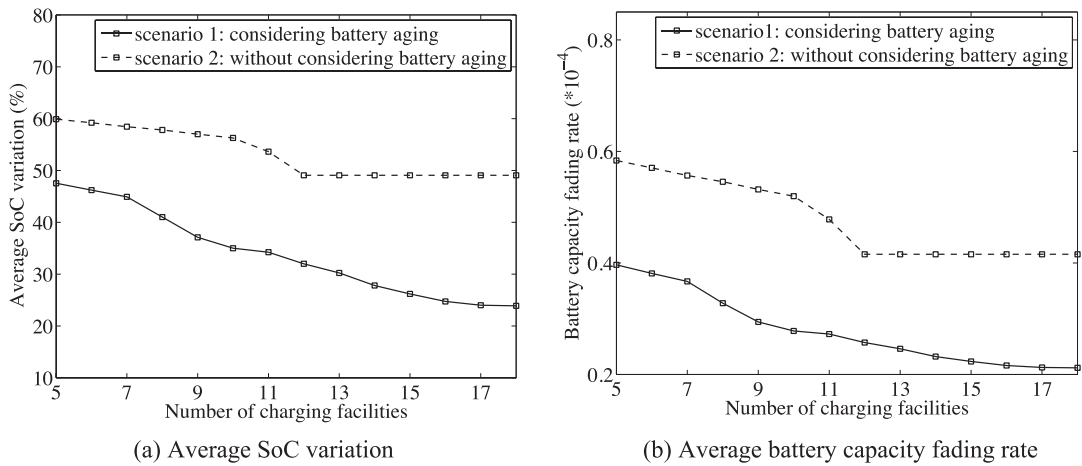 80
70
60
50
40
30
20
10
Average SoC variation (%)
scenario 1: considering battery aging
scenario 2: without considering battery aging
5 7 9 11 13 15 17
Number of charging facilities
(a) Average SoC variation
0.8
0.6
0.4
0.2
Battery capacity fading rate (*10⁻⁴)
scenario1: considering battery aging
scenario 2: without considering battery aging
5 7 9 11 13 15 17
Number of charging facilities
(b) Average battery capacity fading rate